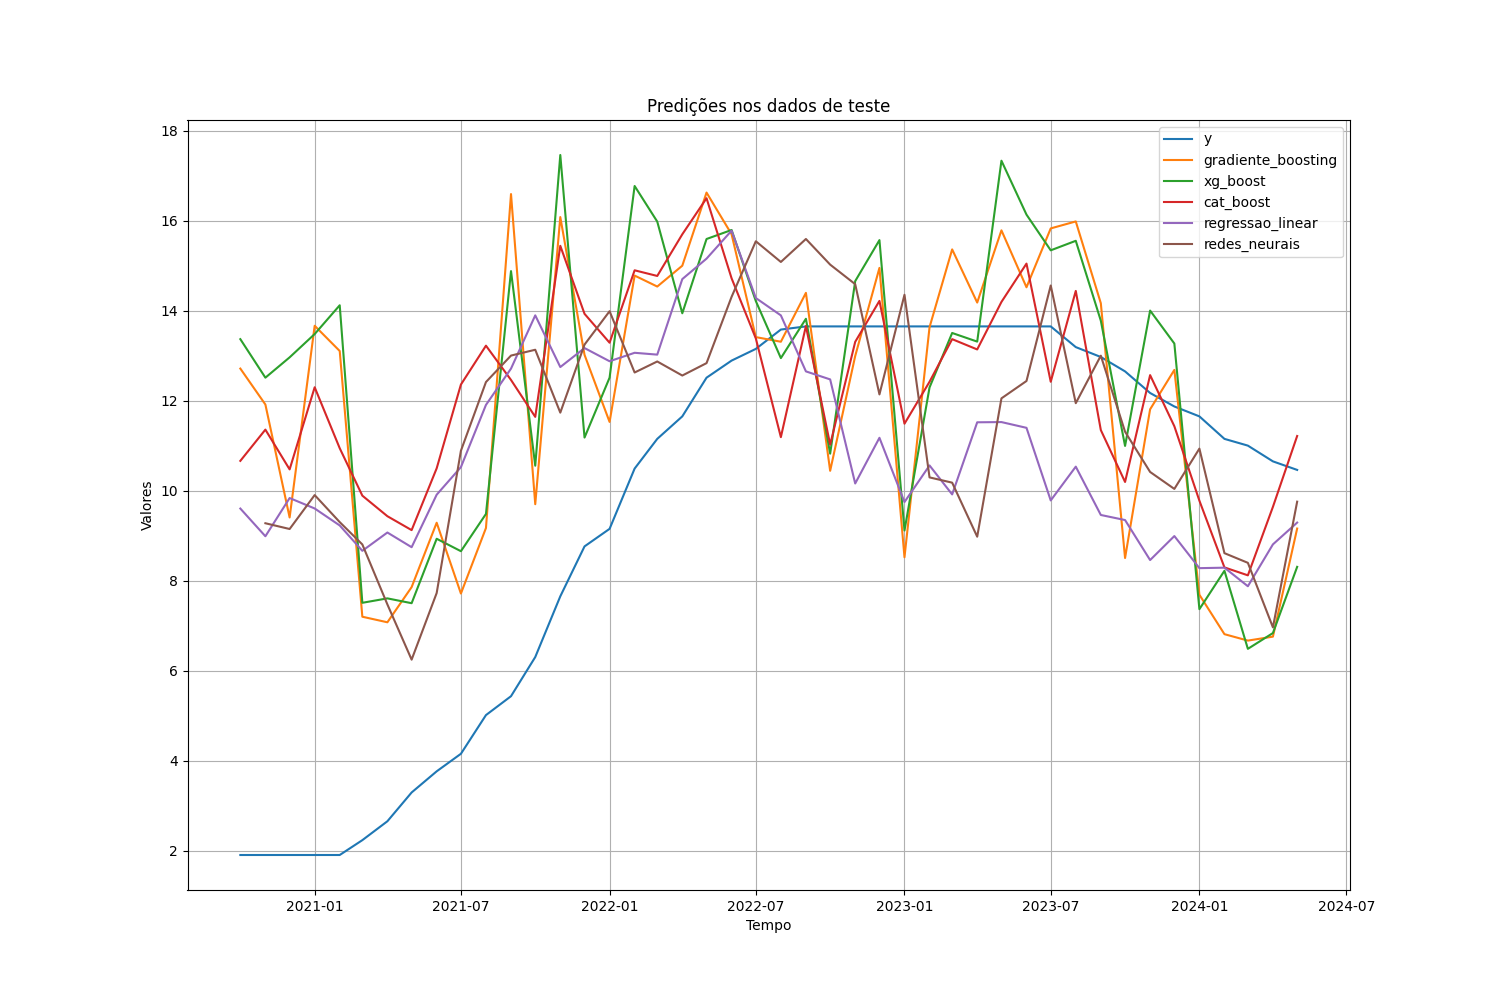 Predições nos dados de teste
y
gradiente_boosting
xg_boost
cat_boost
regressao_linear
redes_neurais
Valores
18
16
14
12
10
8
6
4
2
2021-01 2021-07 2022-01 2022-07 2023-01 2023-07 2024-01 2024-07
Tempo